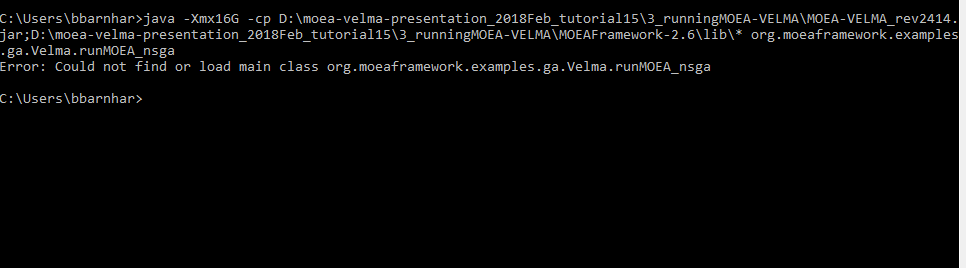 C:\Users\bbarnhar>java -Xmx16G -cp D:\moea-velma-presentation_2018Feb_tutorial15\3_runningMOEA-VELMA\MOEA-VELMA_rev2414.
jar;D:\moea-velma-presentation_2018Feb_tutorial15\3_runningMOEA-VELMA\MOEAFramework-2.6\lib\* org.moeaframework.examples
.ga.Velma.runMOEA_nsga
Error: Could not find or load main class org.moeaframework.examples.ga.Velma.runMOEA_nsga
C:\Users\bbarnhar>